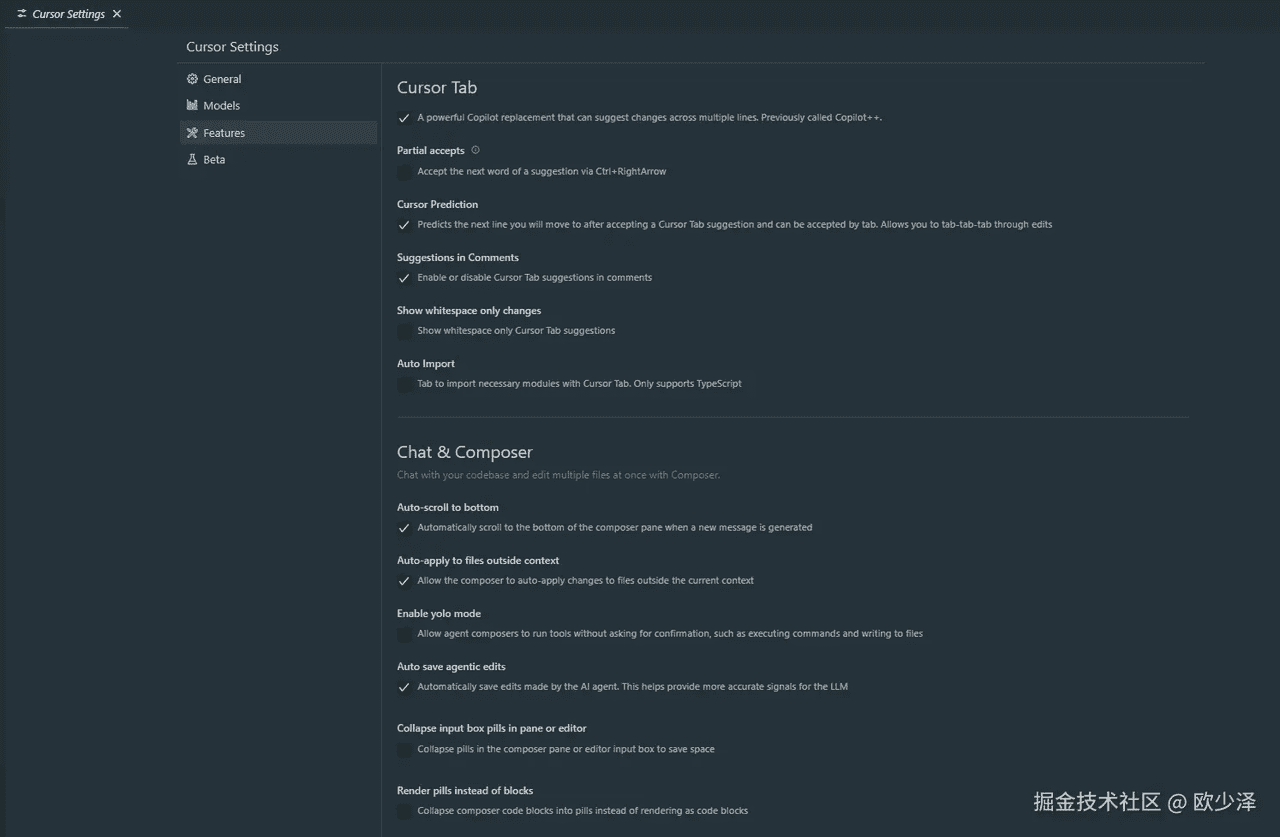 Cursor Settings
Cursor Settings
General
Models
Features
Beta
Cursor Tab
A powerful Copilot replacement that can suggest changes across multiple lines. Previously called Copilot++.
Partial accepts
Accept the next word of a suggestion via Ctrl+RightArrow
Cursor Prediction
Predicts the next line you will move to after accepting a Cursor Tab suggestion and can be accepted by tab. Allows you to tab-tab-tab through edits
Suggestions in Comments
Enable or disable Cursor Tab suggestions in comments
Show whitespace only changes
Show whitespace only Cursor Tab suggestions
Auto Import
Tab to import necessary modules with Cursor Tab. Only supports TypeScript
Chat & Composer
Chat with your codebase and edit multiple files at once with Composer.
Auto-scroll to bottom
Automatically scroll to the bottom of the composer pane when a new message is generated
Auto-apply to files outside context
Allow the composer to auto-apply changes to files outside the current context
Enable yolo mode
Allow agent composers to run tools without asking for confirmation, such as executing commands and writing to files
Auto save agentic edits
Automatically save edits made by the AI agent. This helps provide more accurate signals for the LLM
Collapse input box pills in pane or editor
Collapse pills in the composer pane or editor input box to save space
Render pills instead of blocks
Collapse composer code blocks into pills instead of rendering as code blocks
掘金技术社区 @ 欧少泽